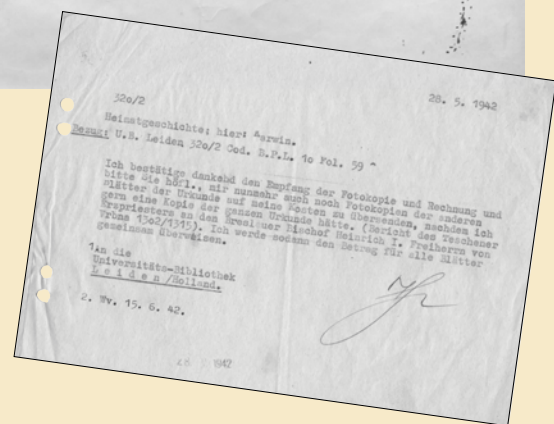 320/2
28. 5. 1942
Heimatgeschichte; hier:
Bezug: U.B. Leiden 320/2 Cod. B.P.L. 10 Fol. 59
Ich bestätige dankend den Empfang der Fotokopie und Rechnung und
bitte Sie höfl., mir nunmehr auch noch Fotokopien der anderen
Blätter der Urkunde auf meine Kosten zu übersenden, nachdem ich
gern eine Kopie der ganzen Urkunde hätte. (Bericht des Teschener
Erzpriesters an den Breslauer Bischof Heinrich I. Freiherrn von
Vrbna 1302/1315). Ich werde sodann den Betrag für alle Blätter
gemeinsam überweisen.
1An die
Universitäts-Bibliothek
Leiden /Holland.
2. Wv. 15. 6. 42.
1942